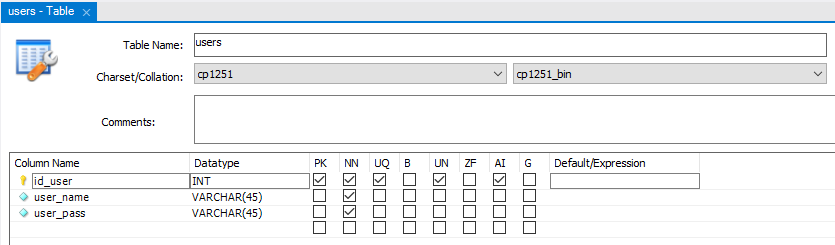 users - Table ×
Table Name: users
Charset/Collation: cp1251 cp1251_bin
Comments:
Column Name Datatype PK NN UQ B UN ZF AI G Default/Expression
id_user INT
user_name VARCHAR(45)
user_pass VARCHAR(45)